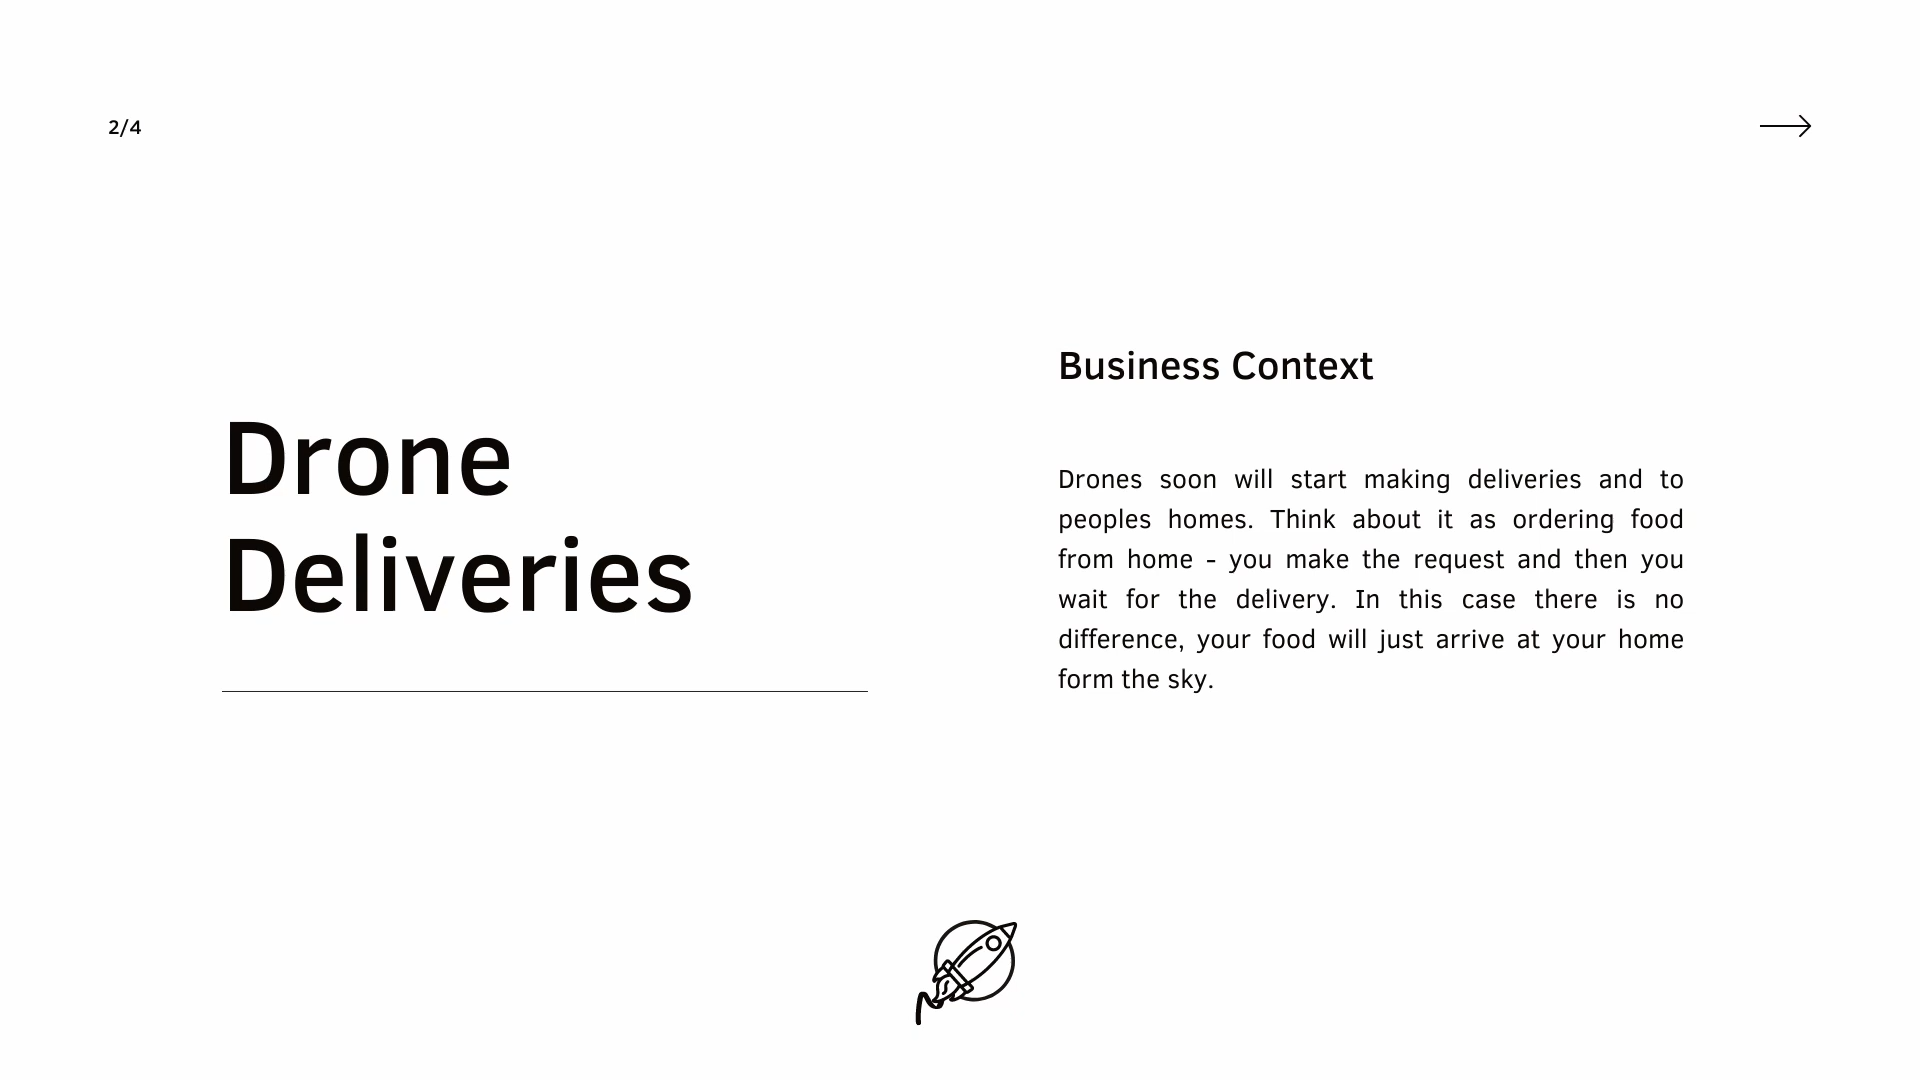 2/4
Drone
Deliveries
Business Context
Drones soon will start making deliveries and to
peoples homes. Think about it as ordering food
from home - you make the request and then you
wait for the delivery. In this case there is no
difference, your food will just arrive at your home
form the sky.